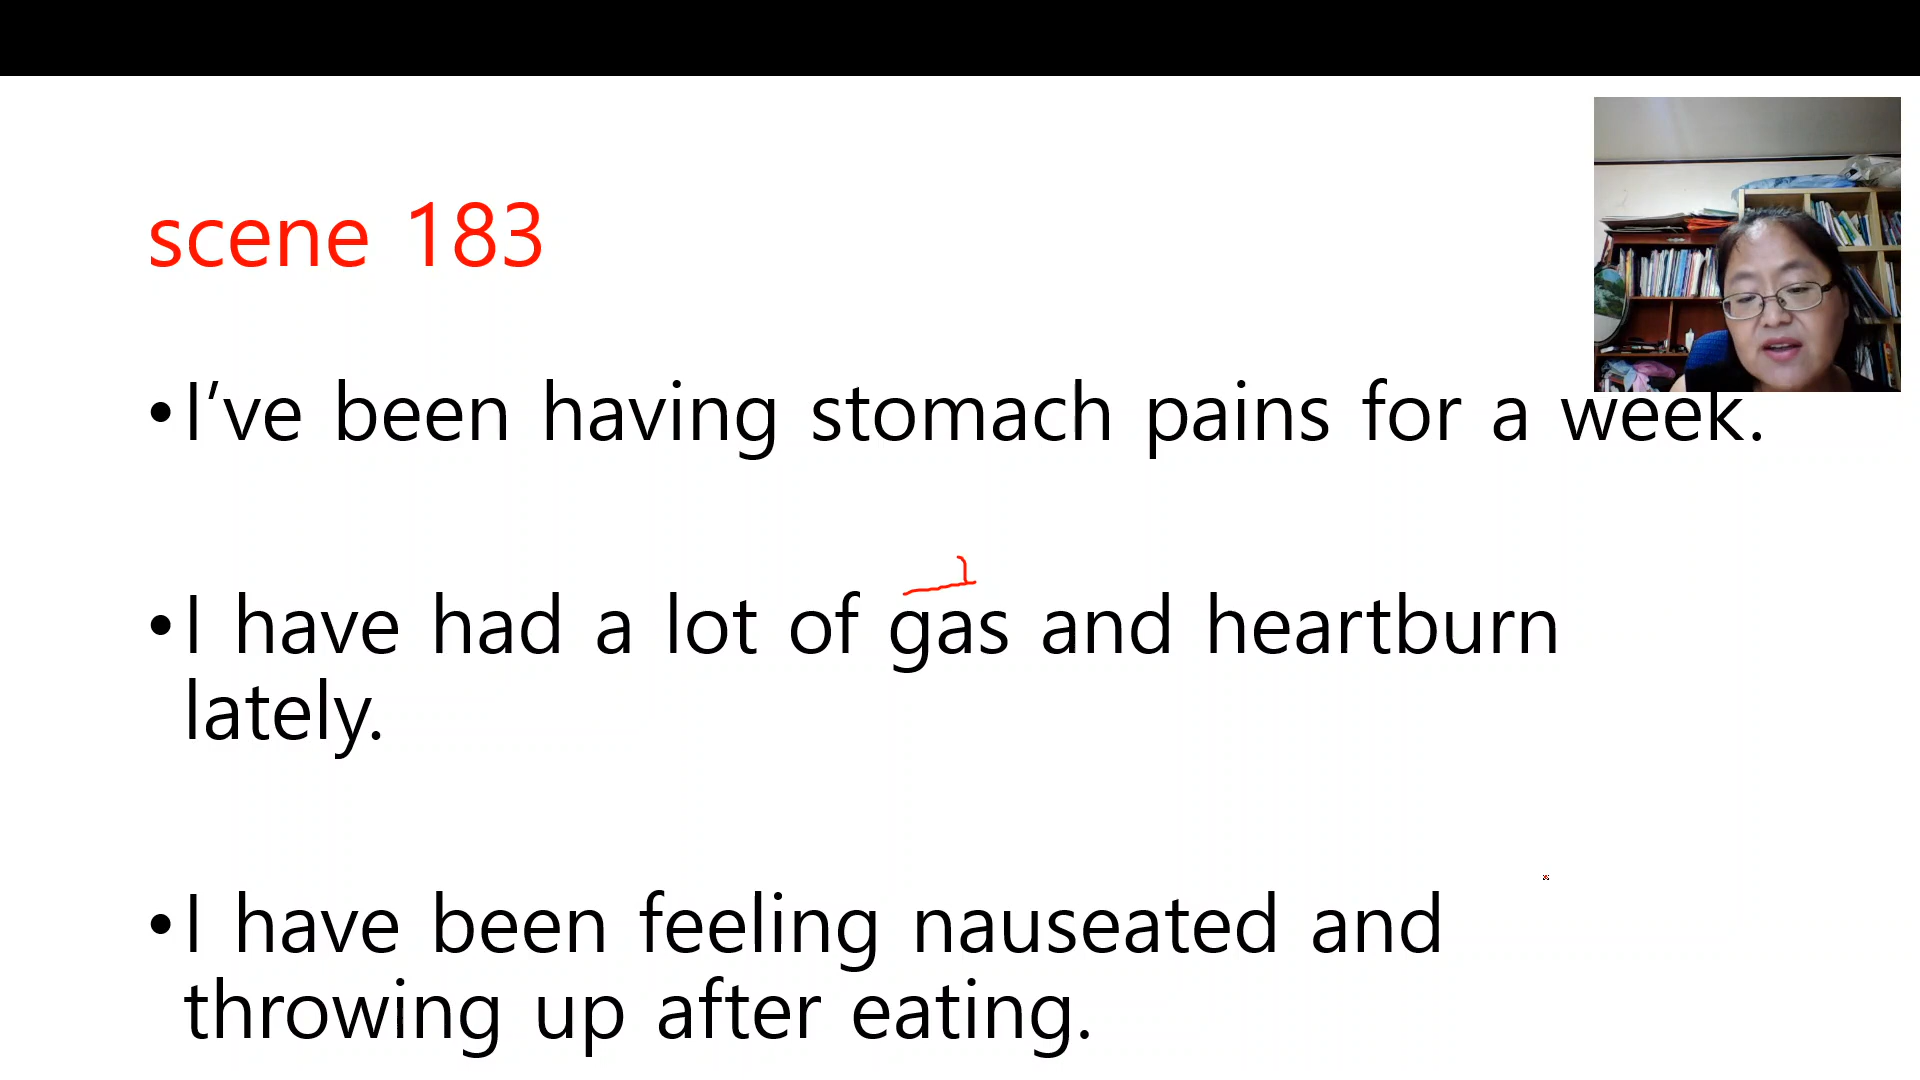 scene 183
•I’ve been having stomach pains for a week.
•I have had a lot of gas and heartburn
lately.
•I have been feeling nauseated and
throwing up after eating.